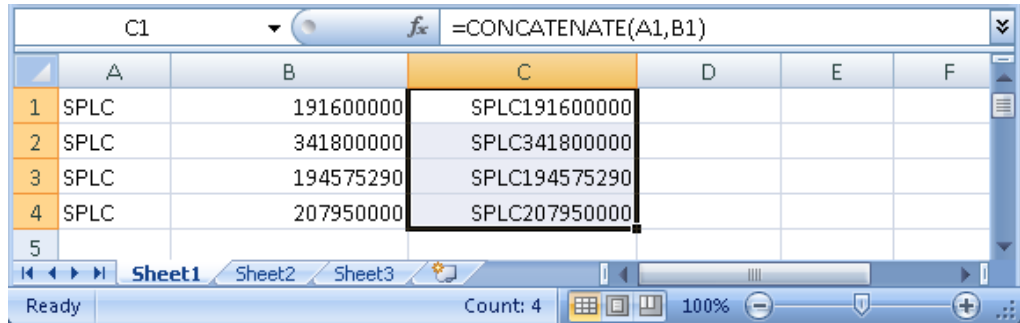 C1 fx =CONCATENATE(A1,B1)
A B C D E F
1 SPLC 191600000 SPLC191600000
2 SPLC 341800000 SPLC341800000
3 SPLC 194575290 SPLC194575290
4 SPLC 207950000 SPLC207950000
5
Sheet1 Sheet2 Sheet3
Ready Count: 4 100%